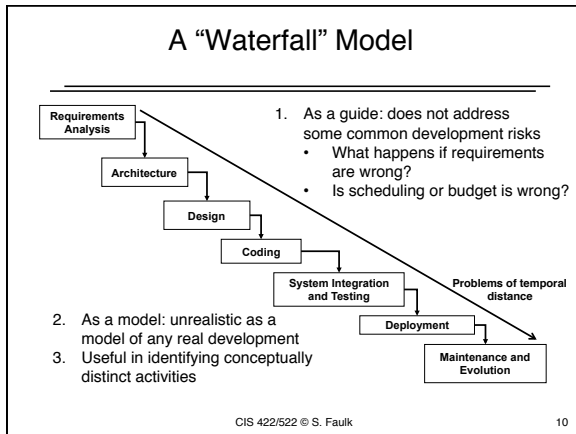 A “Waterfall” Model
Requirements
Analysis
Architecture
Design
Coding
System Integration
and Testing
Deployment
Maintenance and
Evolution
1. As a guide: does not address
some common development risks
• What happens if requirements
are wrong?
• Is scheduling or budget is wrong?
Problems of temporal
distance
2. As a model: unrealistic as a
model of any real development
3. Useful in identifying conceptually
distinct activities
CIS 422/522 © S. Faulk
10